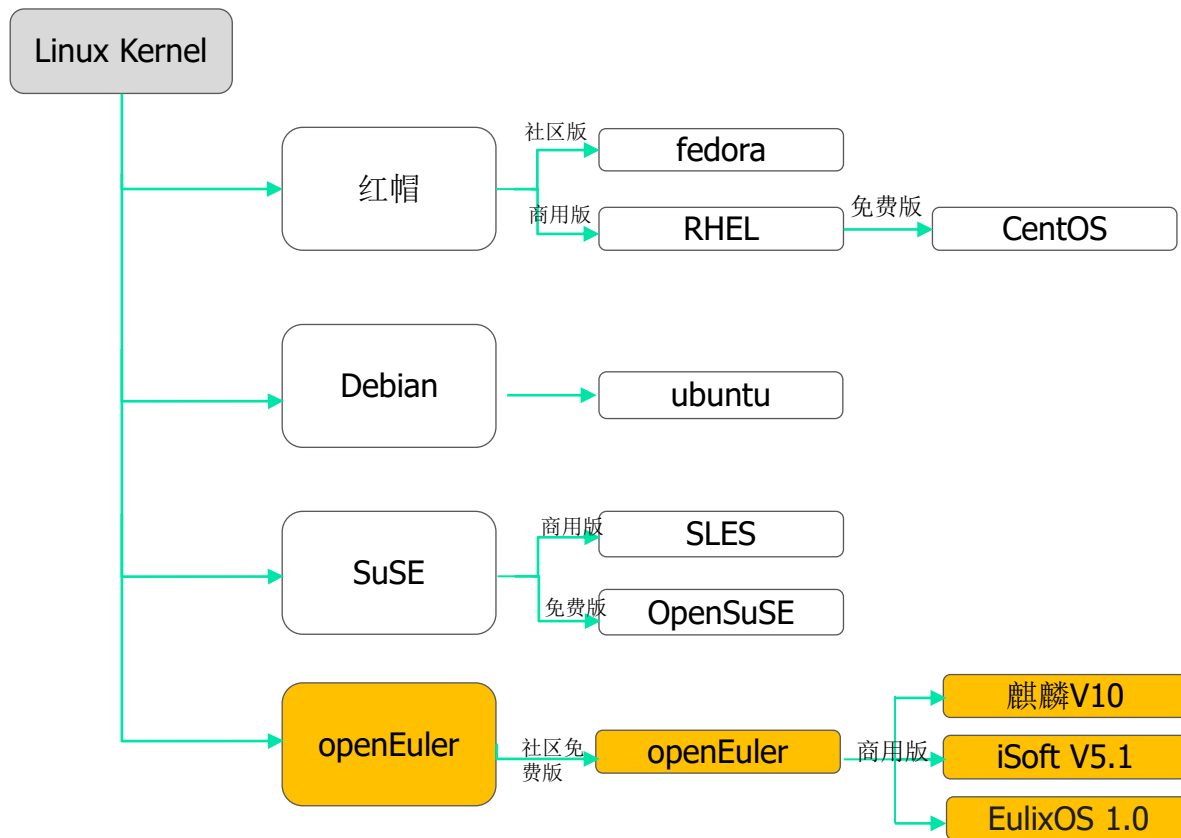 Linux Kernel
红帽
社区版
fedora
商用版
RHEL
免费版
CentOS
Debian
ubuntu
SuSE
商用版
SLES
免费版
OpenSuSE
openEuler
社区免
费版
openEuler
商用版
麒麟V10
iSoft V5.1
EulixOS 1.0